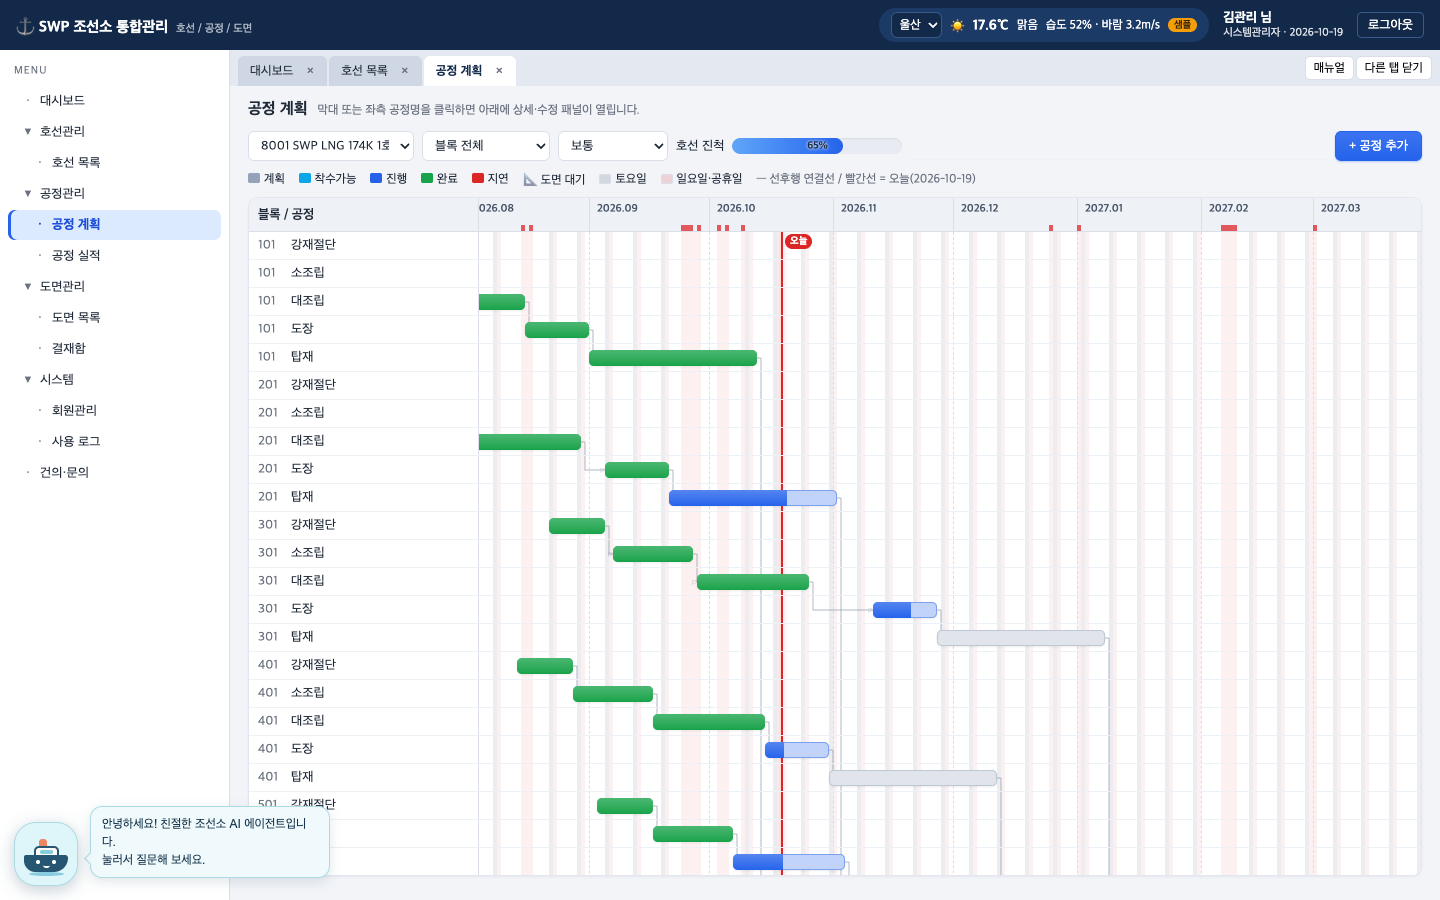 SWP 조선소 통합관리 호선 / 공정 / 도면
울산 17.6℃ 맑음 습도 52% · 바람 3.2m/s 샘플
김관리 님
시스템관리자 · 2026-10-19
로그아웃
MENU
· 대시보드
▼ 호선관리
· 호선 목록
▼ 공정관리
· 공정 계획
· 공정 실적
▼ 도면관리
· 도면 목록
· 결재함
▼ 시스템
· 회원관리
· 사용 로그
· 건의·문의
대시보드 × 호선 목록 × 공정 계획 ×
매뉴얼 다른 탭 닫기
공정 계획 막대 또는 좌측 공정명을 클릭하면 아래에 상세·수정 패널이 열립니다.
8001 SWP LNG 174K 1호 블록 전체 보통 호선 진척 65% + 공정 추가
계획 착수가능 진행 완료 지연 도면 대기 토요일 일요일·공휴일 — 선후행 연결선 / 빨간선 = 오늘(2026-10-19)
블록 / 공정 026.08 2026.09 2026.10 2026.11 2026.12 2027.01 2027.02 2027.03
오늘
101 강재절단
101 소조립
101 대조립
101 도장
101 탑재
201 강재절단
201 소조립
201 대조립
201 도장
201 탑재
301 강재절단
301 소조립
301 대조립
301 도장
301 탑재
401 강재절단
401 소조립
401 대조립
401 도장
401 탑재
501 강재절단
안녕하세요! 친절한 조선소 AI 에이전트입니
다.
눌러서 질문해 보세요.